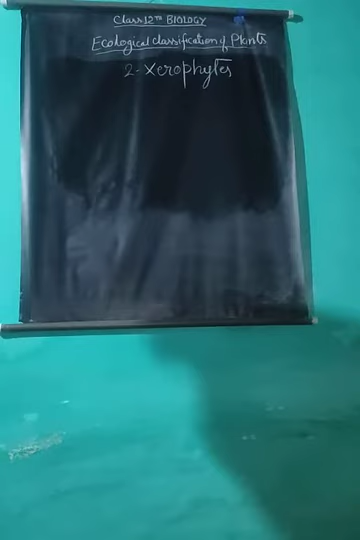 Class 12TH BIOLOGY
Ecological classification of Plants
2- Xerophytes